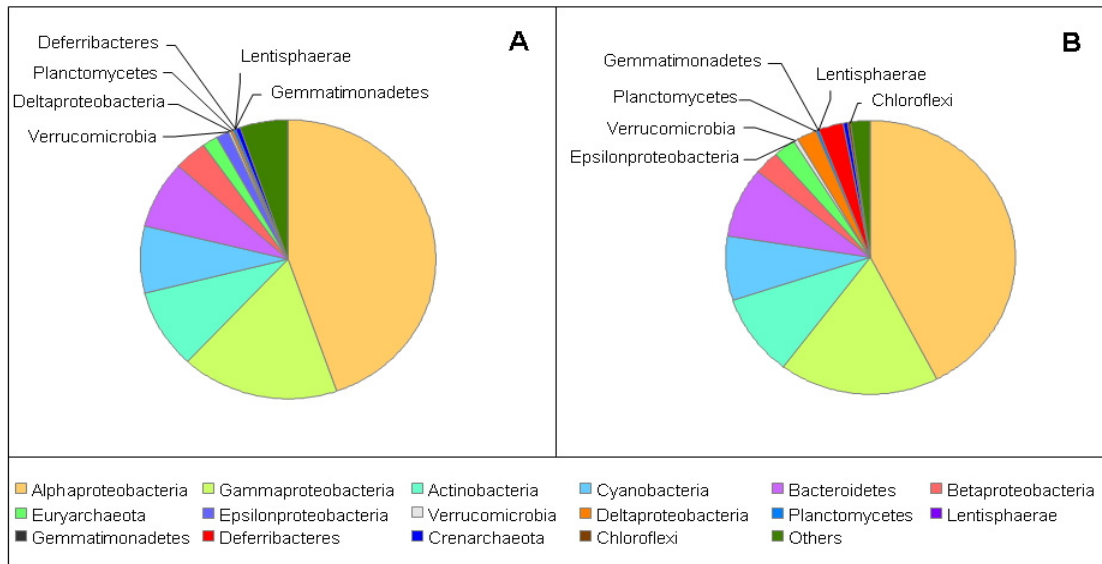 A
Deferribacteres
Lentisphaerae
Planctomycetes
Gemmatimonadetes
Deltaproteobacteria
Verrucomicrobia
B
Gemmatimonadetes
Lentisphaerae
Planctomycetes
Chloroflexi
Verrucomicrobia
Epsilonproteobacteria
Alphaproteobacteria Gammaproteobacteria Actinobacteria Cyanobacteria Bacteroidetes Betaproteobacteria
Euryarchaeota Epsilonproteobacteria Verrucomicrobia Deltaproteobacteria Planctomycetes Lentisphaerae
Gemmatimonadetes Deferribacteres Crenarchaeota Chloroflexi Others